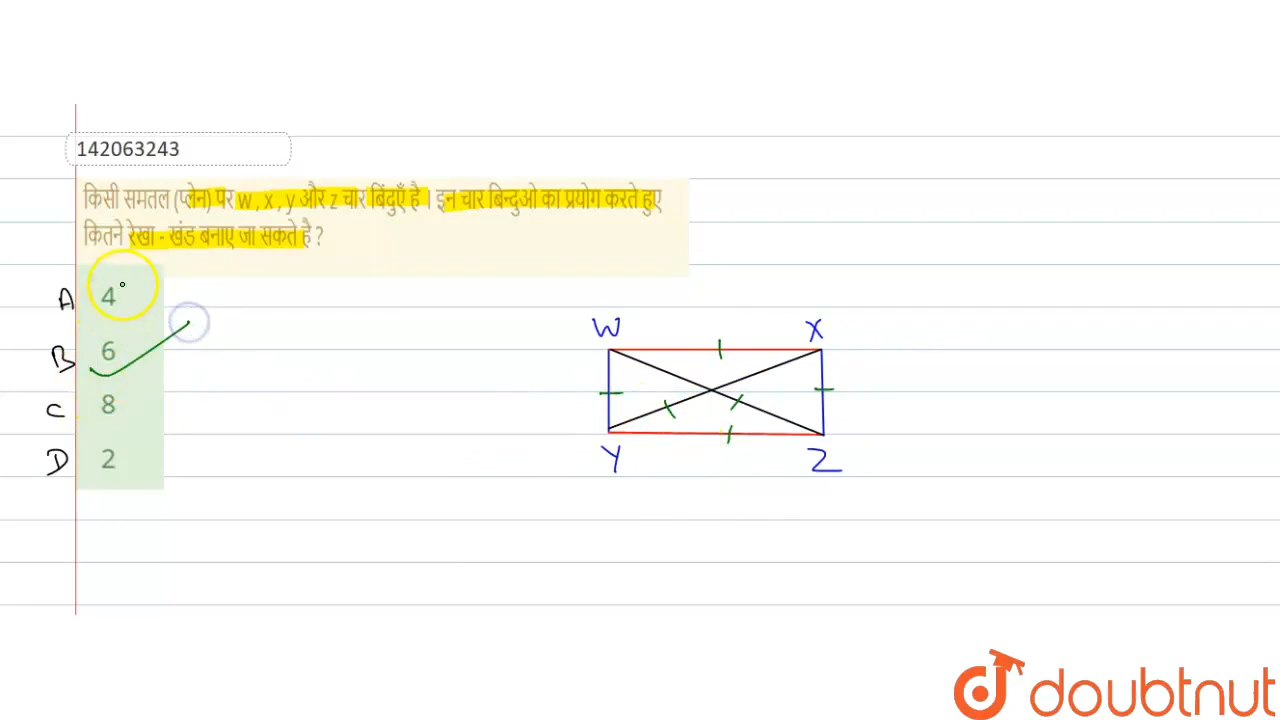 142063243
किसी समतल (प्लेन) पर w , x , y और z चार बिंदुएँ है । इन चार बिन्दुओ का प्रयोग करते हुए
कितने रेखा - खंड बनाए जा सकते है ?
A 4
B 6
C 8
D 2
W X
Y Z
doubtnut